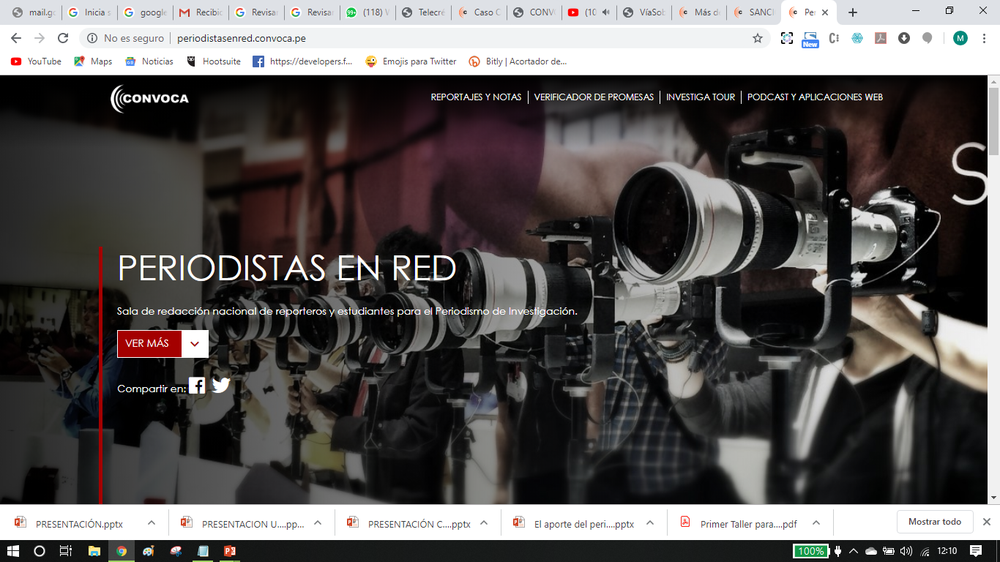 mail.go
Inicia s
google
Recibid
Revisar
Revisar
99+
(118) W
Telecré
Caso C
CONV
(10
VíaSob
Más de
SANCI
Per
No es seguro
periodistasenred.convoca.pe
New
M
YouTube
Maps
Noticias
Hootsuite
https://developers.f...
Emojis para Twitter
Bitly | Acortador de...
CONVOCA
REPORTAJES Y NOTAS
VERIFICADOR DE PROMESAS
INVESTIGA TOUR
PODCAST Y APLICACIONES WEB
S
PERIODISTAS EN RED
Sala de redacción nacional de reporteros y estudiantes para el Periodismo de Investigación.
VER MÁS
Compartir en:
PRESENTACIÓN.pptx
PRESENTACION U....pp...
PRESENTACIÓN C....pptx
El aporte del peri....pptx
Primer Taller para....pdf
Mostrar todo
100%
12:10